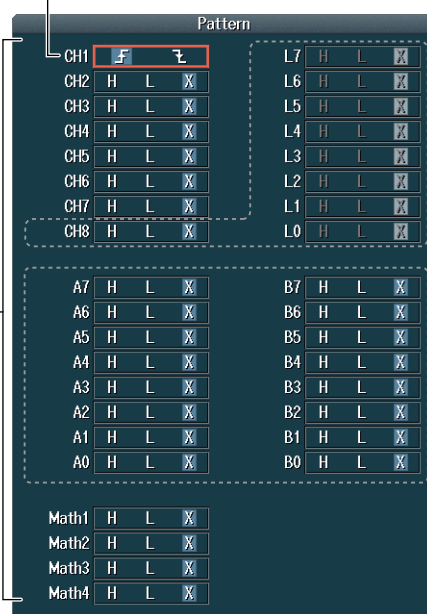 Pattern
CH1
CH2 H L X
CH3 H L X
CH4 H L X
CH5 H L X
CH6 H L X
CH7 H L X
CH8 H L X
L7 H L X
L6 H L X
L5 H L X
L4 H L X
L3 H L X
L2 H L X
L1 H L X
L0 H L X
A7 H L X
A6 H L X
A5 H L X
A4 H L X
A3 H L X
A2 H L X
A1 H L X
A0 H L X
B7 H L X
B6 H L X
B5 H L X
B4 H L X
B3 H L X
B2 H L X
B1 H L X
B0 H L X
Math1 H L X
Math2 H L X
Math3 H L X
Math4 H L X